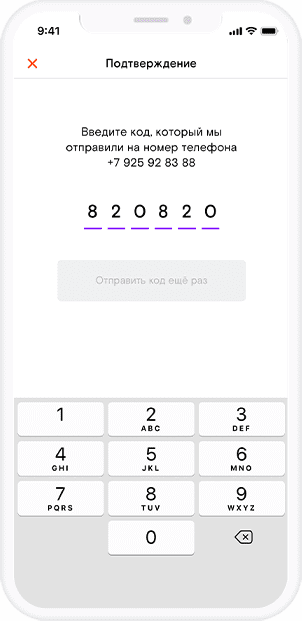 9:41
Подтверждение
Введите код, который мы
отправили на номер телефона
+7 925 92 83 88
8 2 0 8 2 0
Отправить код ещё раз
1 2 3
ABC DEF
4 5 6
GHI JKL MNO
7 8 9
PQRS TUV WXYZ
0